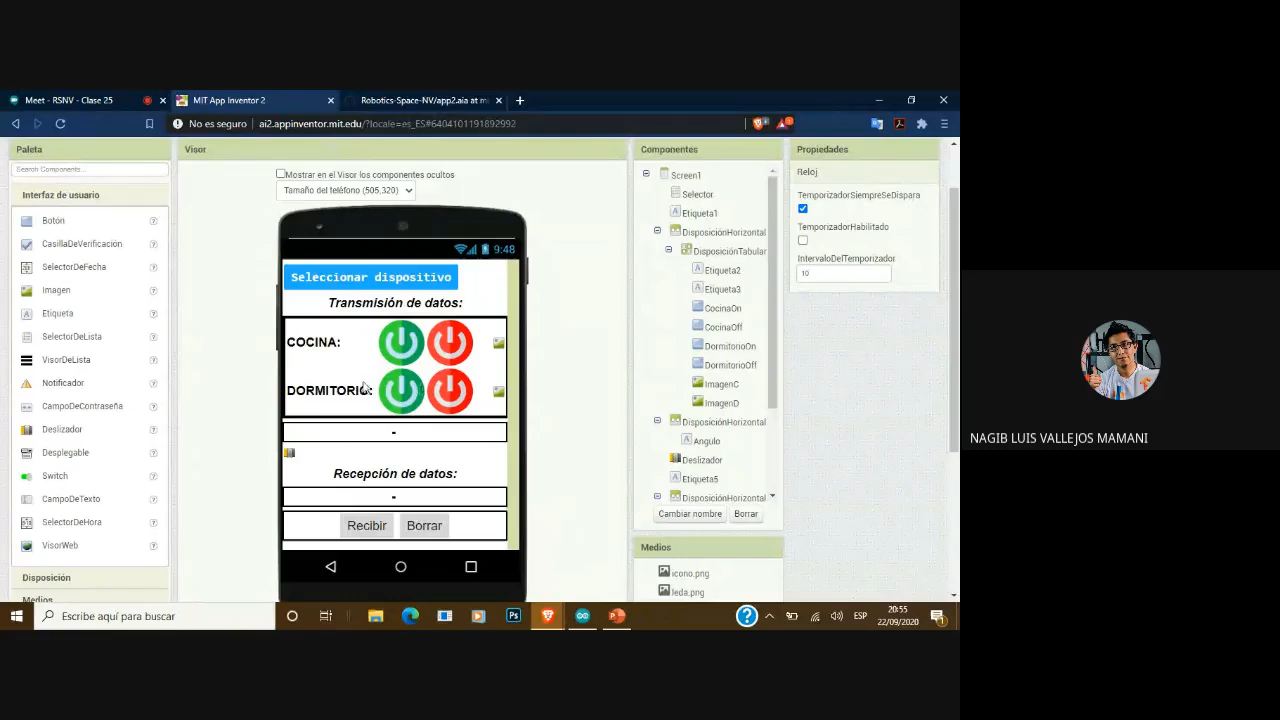 Meet - RSNV - Clase 25
MIT App Inventor 2
Robotics-Space-NV/app2.aia at m
No es seguro
ai2.appinventor.mit.edu/?locale=es_ES#6404101191892992
Paleta
Visor
Componentes
Propiedades
Search Components...
Interfaz de usuario
Botón
CasillaDeVerificación
SelectorDeFecha
Imagen
Etiqueta
SelectorDeLista
VisorDeLista
Notificador
CampoDeContraseña
Deslizador
Desplegable
Switch
CampoDeTexto
SelectorDeHora
VisorWeb
Disposición
Medios
Mostrar en el Visor los componentes ocultos
Tamaño del teléfono (505,320)
9:48
Seleccionar dispositivo
Transmisión de datos:
COCINA:
DORMITORIO:
-
Recepción de datos:
-
Recibir Borrar
Screen1
Selector
Etiqueta1
DisposiciónHorizontal
DisposiciónTabular
Etiqueta2
Etiqueta3
CocinaOn
CocinaOff
DormitorioOn
DormitorioOff
ImagenC
ImagenD
DisposiciónHorizontal
Angulo
Deslizador
Etiqueta5
DisposiciónHorizontal
Cambiar nombre Borrar
Medios
icono.png
leda.png
Reloj
TemporizadorSiempreSeDispara
TemporizadorHabilitado
IntervaloDelTemporizador
10
NAGIB LUIS VALLEJOS MAMANI
Escribe aquí para buscar
Ps
ESP
20:55
22/09/2020
1